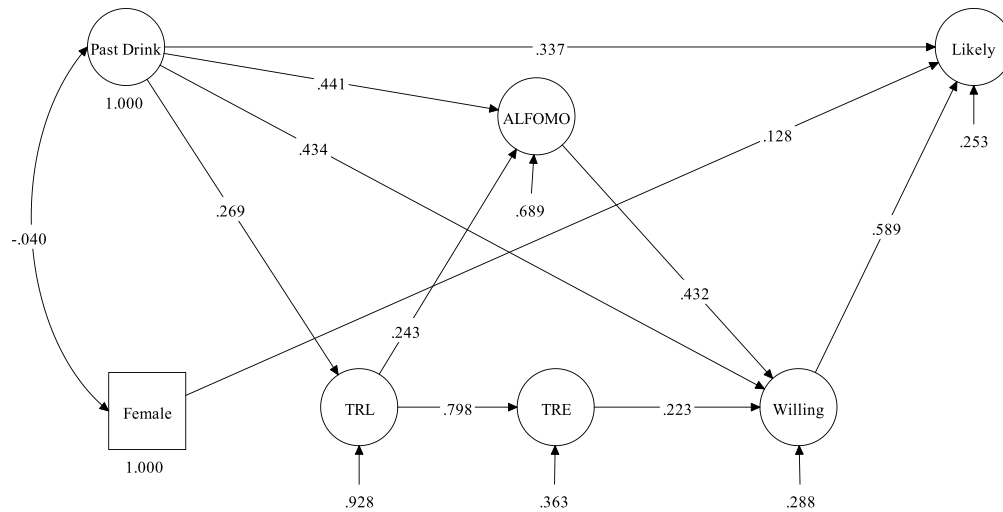 Past Drink
.337
Likely
.441
1.000
ALFOMO
.128
.434
.253
.269
.689
-.040
.589
.432
.243
Female
TRL
.798
TRE
.223
Willing
1.000
.928
.363
.288